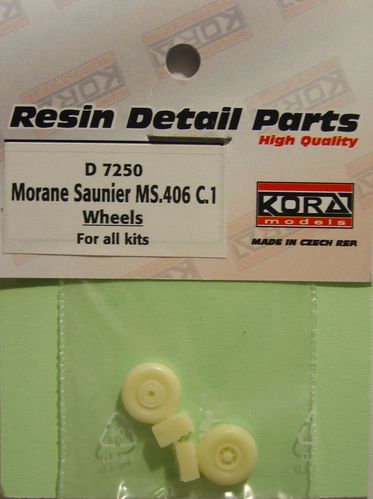 Resin Detail Parts
High Quality
D 7250
Morane Saunier MS.406 C.1
Wheels
For all kits
KORA
models
MADE IN CZECH REP.